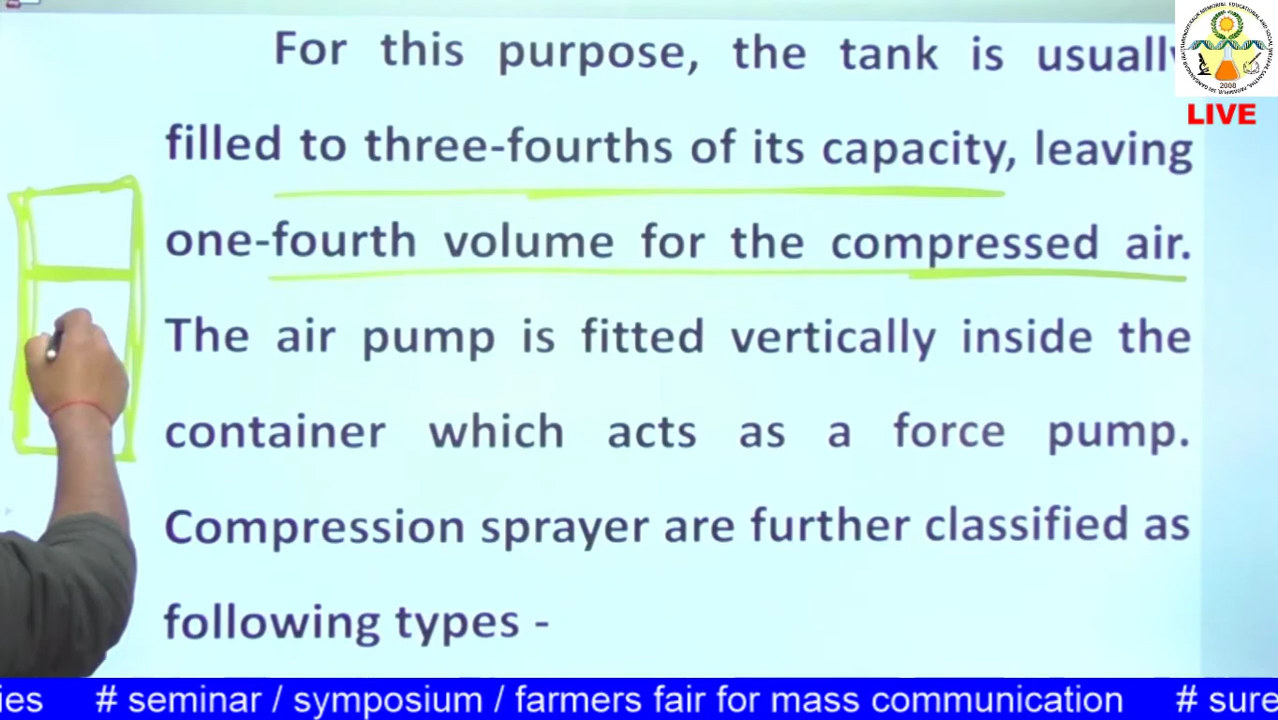 For this purpose, the tank is usually
LIVE
filled to three-fourths of its capacity, leaving
one-fourth volume for the compressed air.
The air pump is fitted vertically inside the
container which acts as a force pump.
Compression sprayer are further classified as
following types -
2008
ies # seminar / symposium / farmers fair for mass communication # sure